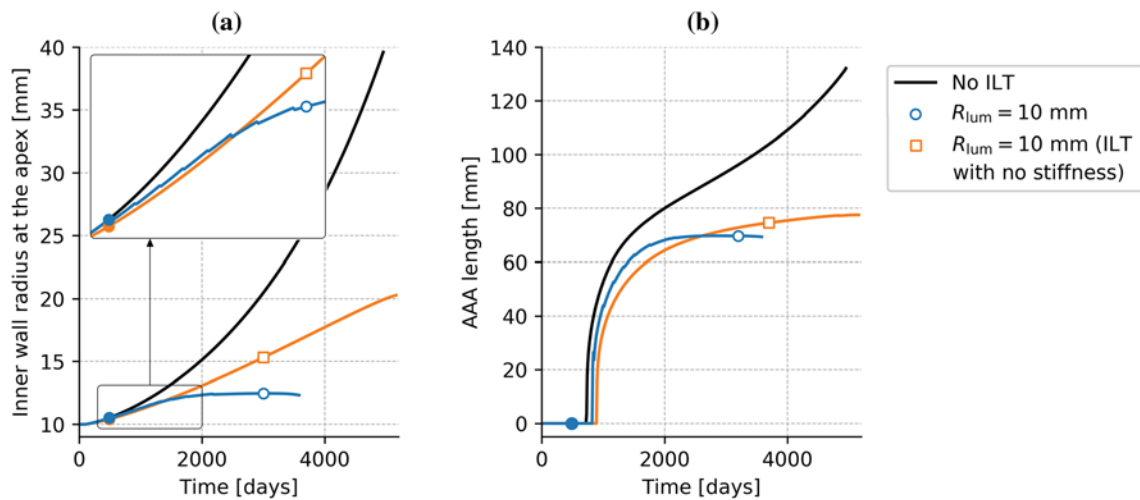 (a)
40
35
30
25
20
15
10
0
2000
4000
Inner wall radius at the apex [mm]
Time [days]
(b)
140
120
100
80
60
40
20
0
0
2000
4000
AAA length [mm]
Time [days]
No ILT
R_lum = 10 mm
R_lum = 10 mm (ILT
with no stiffness)